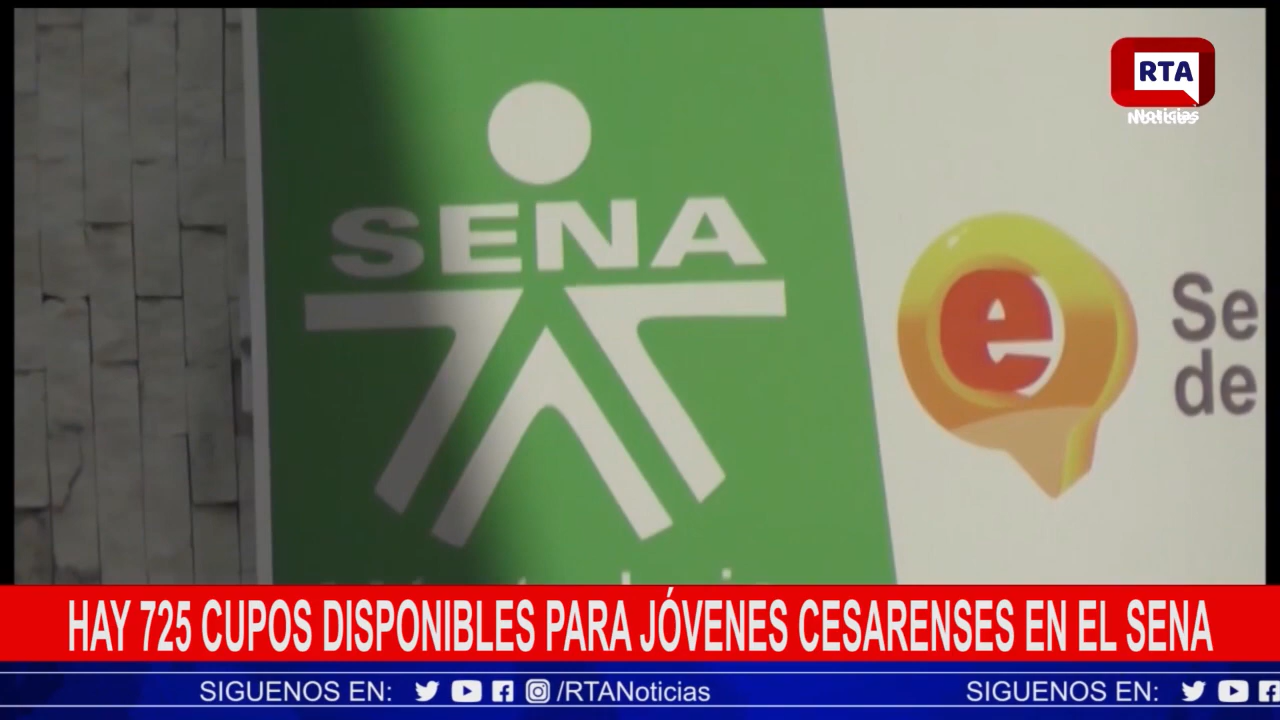 RTA
Noticias
SENA
e
Se
de
HAY 725 CUPOS DISPONIBLES PARA JÓVENES CESARENSES EN EL SENA
SIGUENOS EN: /RTANoticias SIGUENOS EN: